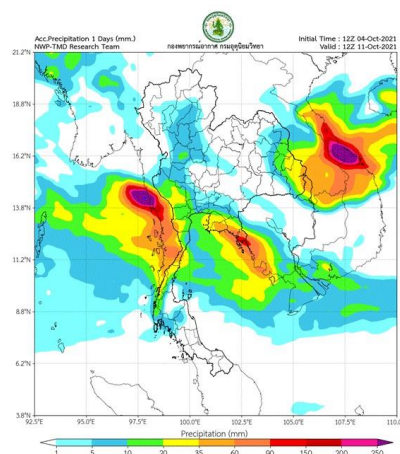 Acc.Precipitation 1 Days (mm.)
NWP-TMD Research Team
กองพยากรณ์อากาศ กรมอุตุนิยมวิทยา
Initial Time : 12Z 04-Oct-2021
Valid : 12Z 11-Oct-2021
21.2°N
18.8°N
16.2°N
13.8°N
11.2°N
8.8°N
6.2°N
3.8°N
92.5°E 95.0°E 97.5°E 100.0°E 102.5°E 105.0°E 107.5°E 110.0
Precipitation (mm)
1 5 10 20 35 60 90 150 200 250